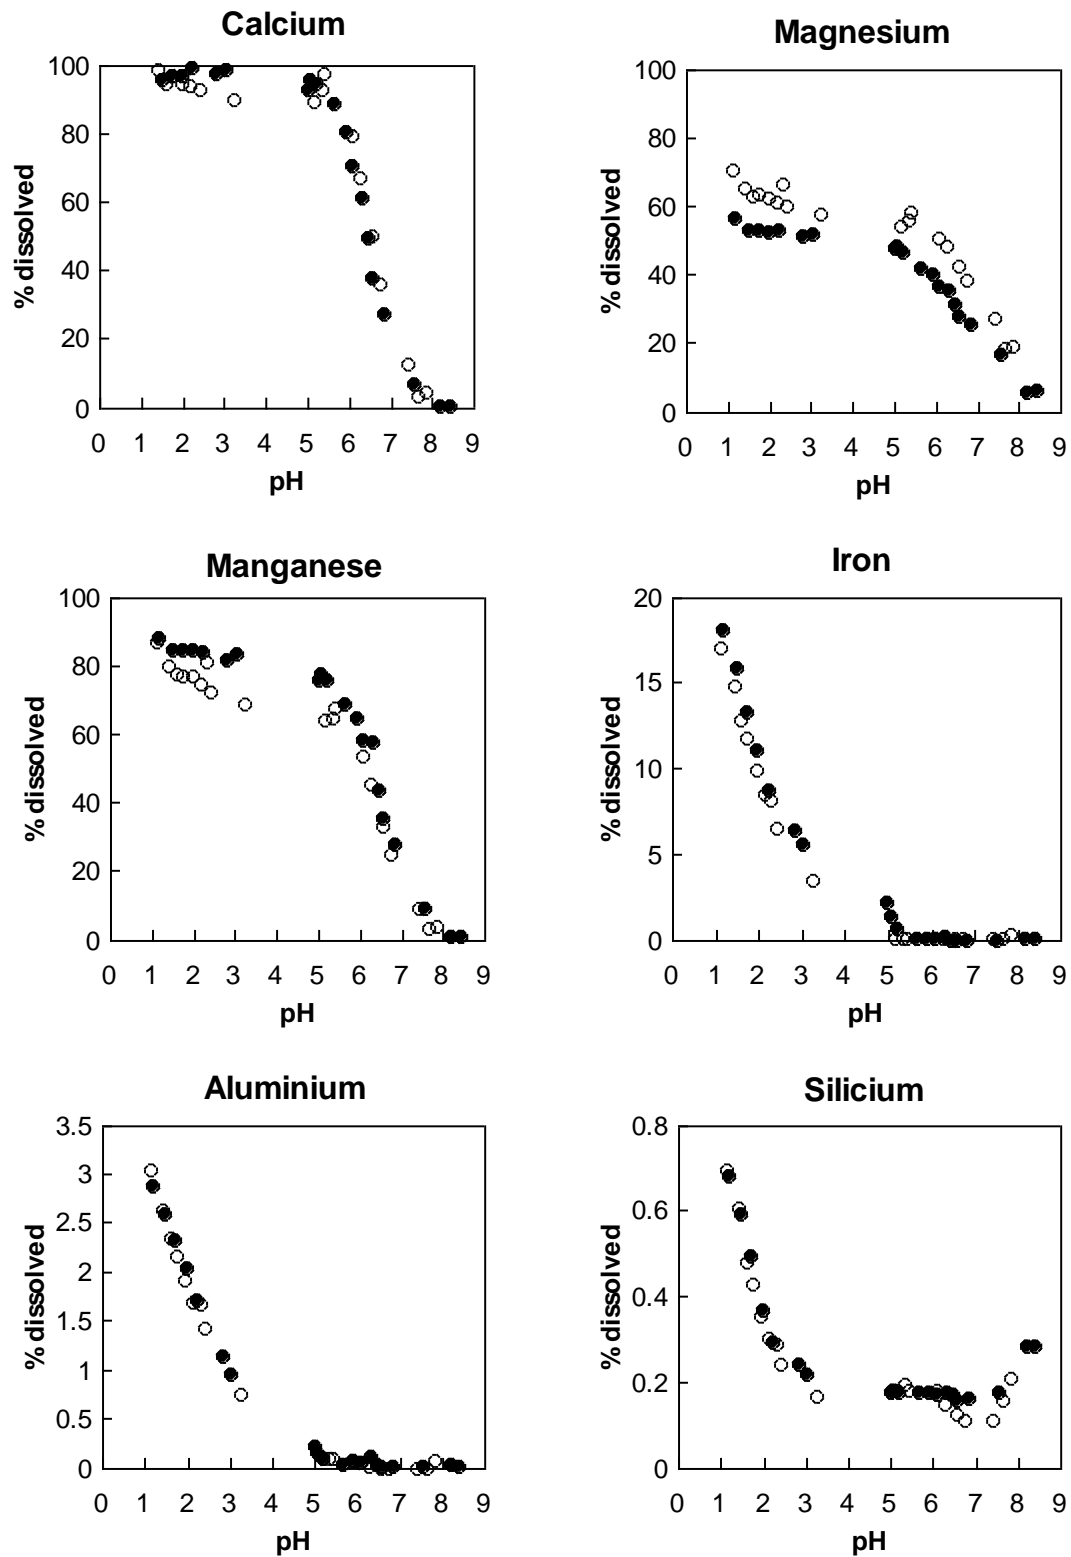 Calcium
100
80
60
40
20
0
% dissolved
0 1 2 3 4 5 6 7 8 9
pH
Magnesium
100
80
60
40
20
0
% dissolved
0 1 2 3 4 5 6 7 8 9
pH
Manganese
100
80
60
40
20
0
% dissolved
0 1 2 3 4 5 6 7 8 9
pH
Iron
20
15
10
5
0
% dissolved
0 1 2 3 4 5 6 7 8 9
pH
Aluminium
3.5
3
2.5
2
1.5
1
0.5
0
% dissolved
0 1 2 3 4 5 6 7 8 9
pH
Silicium
0.8
0.6
0.4
0.2
0
% dissolved
0 1 2 3 4 5 6 7 8 9
pH